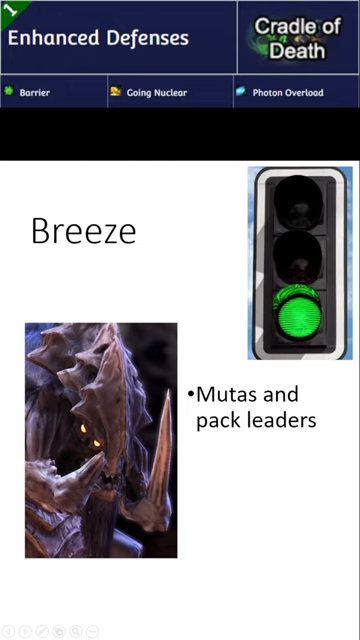 1
Enhanced Defenses
Cradle of
Death
Barrier
Going Nuclear
Photon Overload
Breeze
•Mutas and
pack leaders